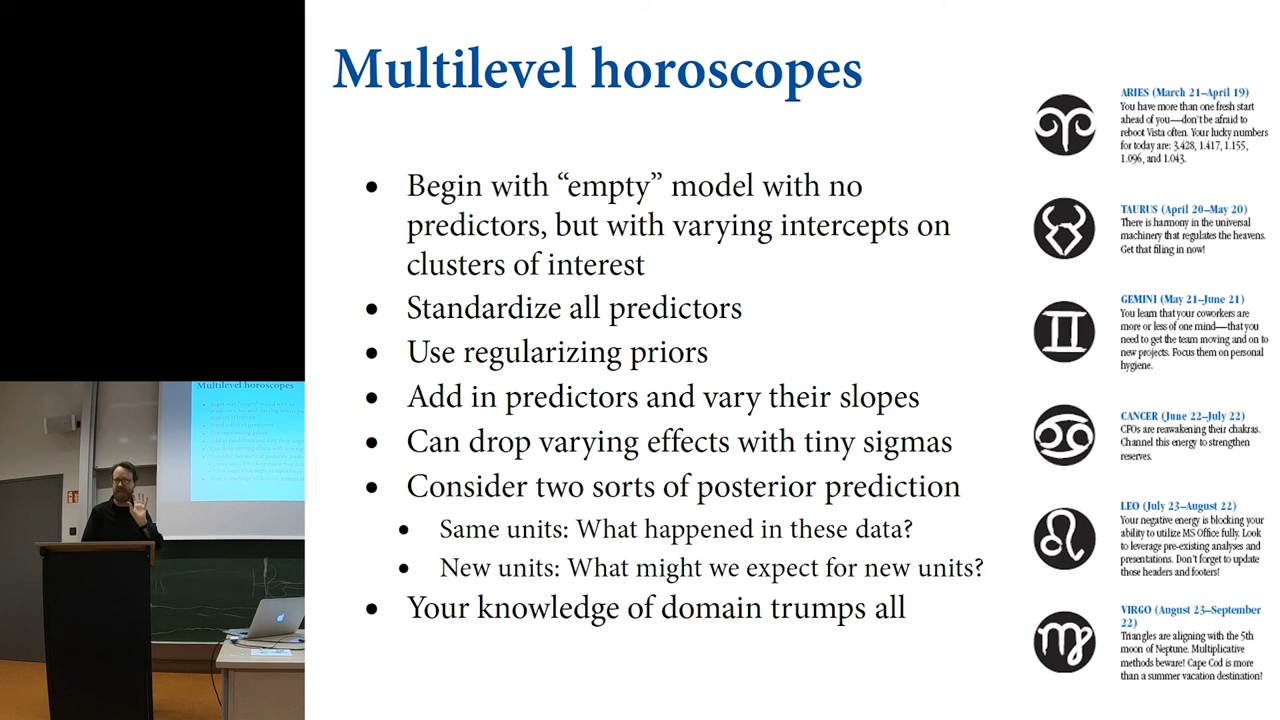 Multilevel horoscopes
• Begin with “empty” model with no
predictors, but with varying intercepts on
clusters of interest
• Standardize all predictors
• Use regularizing priors
• Add in predictors and vary their slopes
• Can drop varying effects with tiny sigmas
• Consider two sorts of posterior prediction
• Same units: What happened in these data?
• New units: What might we expect for new units?
• Your knowledge of domain trumps all
ARIES (March 21–April 19)
You have more than one fresh start
ahead of you—don't be afraid to
reboot Vista often. Your lucky numbers
for today are: 3.428, 1.417, 1.155,
1.096, and 1.043.
TAURUS (April 20–May 20)
There is harmony in the universal
machinery that regulates the heavens.
Get that filing in now!
GEMINI (May 21–June 21)
You learn that your coworkers are
more or less of one mind—that you
need to get the team moving and on to
new projects. Focus them on personal
hygiene.
CANCER (June 22–July 22)
CFOs are reawakening their chakras.
Channel this energy to strengthen
reserves.
LEO (July 23–August 22)
Your negative energy is blocking your
ability to utilize MS Office fully. Look
to leverage pre-existing analyses and
presentations. Don't forget to update
those headers and footers!
VIRGO (August 23–September
22)
Triangles are aligning with the 5th
moon of Neptune. Multiplicative
methods beware! Cape Cod is more
than a summer vacation destination!
Multilevel horoscopes